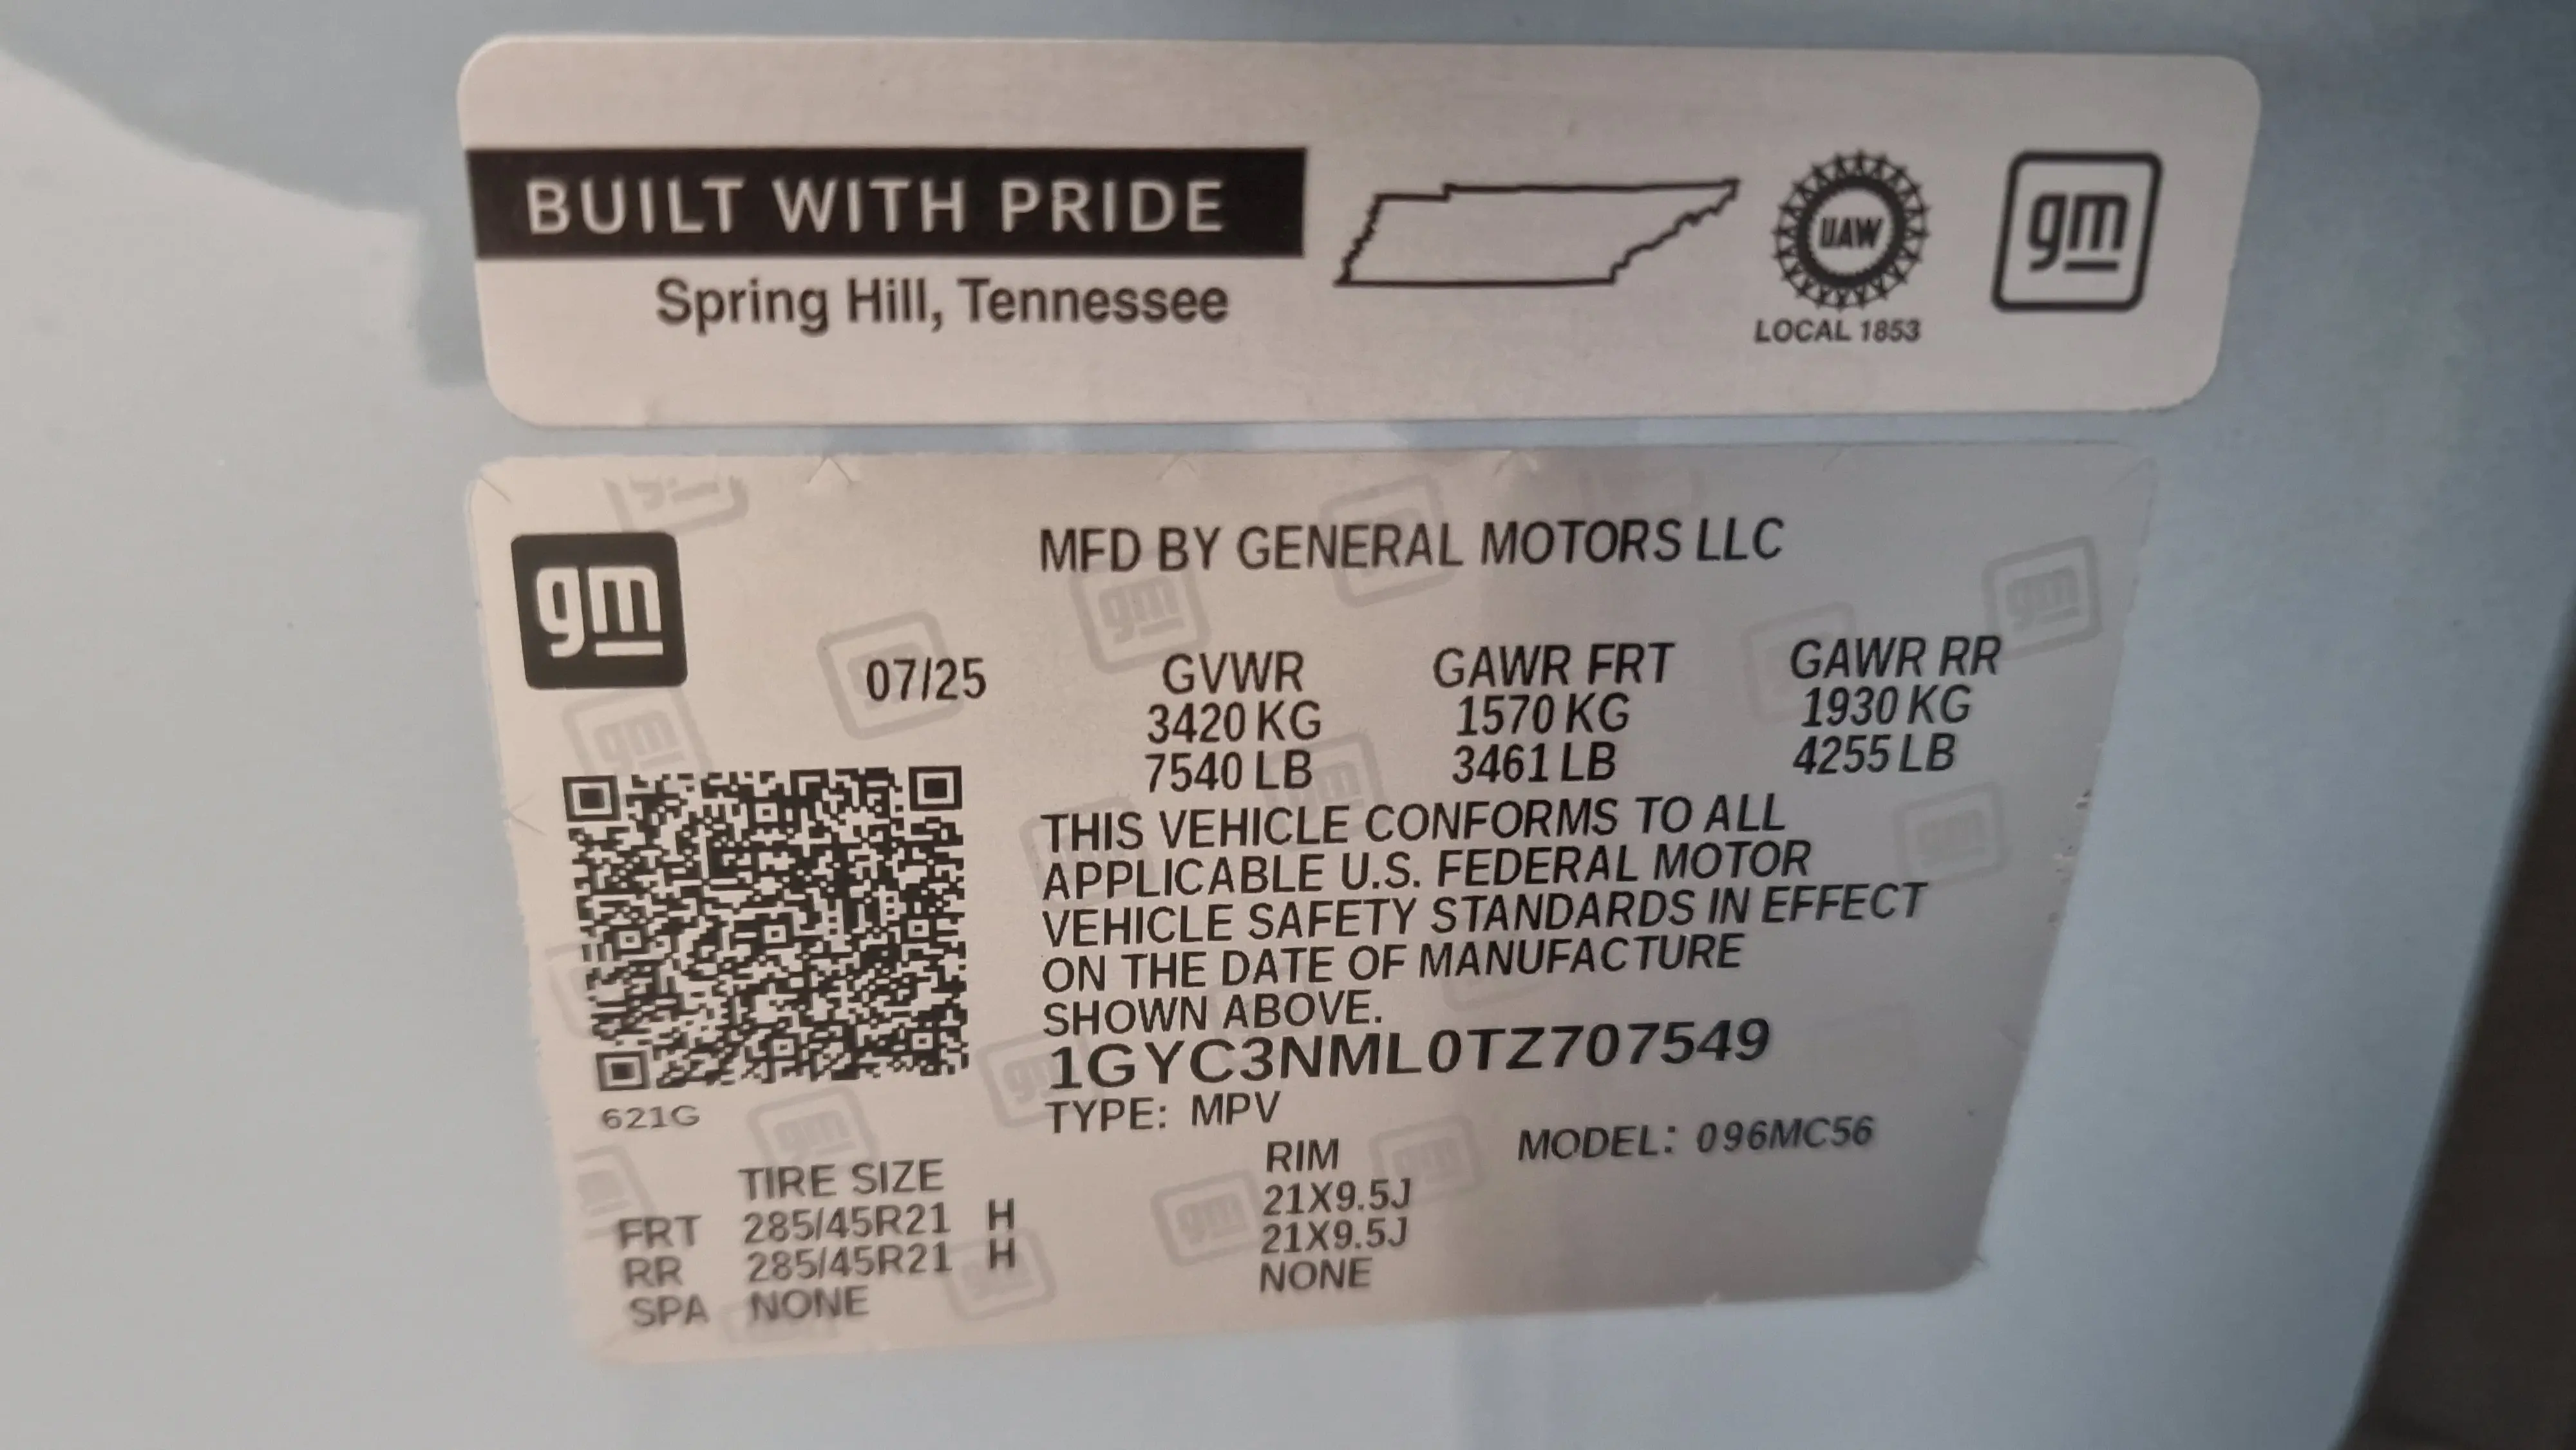 BUILT WITH PRIDE
Spring Hill, Tennessee
UAW
LOCAL 1853
gm
gm
MFD BY GENERAL MOTORS LLC
07/25 GVWR GAWR FRT GAWR RR
3420 KG 1570 KG 1930 KG
7540 LB 3461 LB 4255 LB
THIS VEHICLE CONFORMS TO ALL
APPLICABLE U.S. FEDERAL MOTOR
VEHICLE SAFETY STANDARDS IN EFFECT
ON THE DATE OF MANUFACTURE
SHOWN ABOVE.
1GYC3NML0TZ707549
621G
TYPE: MPV
MODEL: 096MC56
TIRE SIZE RIM
FRT 285/45R21 H 21X9.5J
RR 285/45R21 H 21X9.5J
SPA NONE NONE